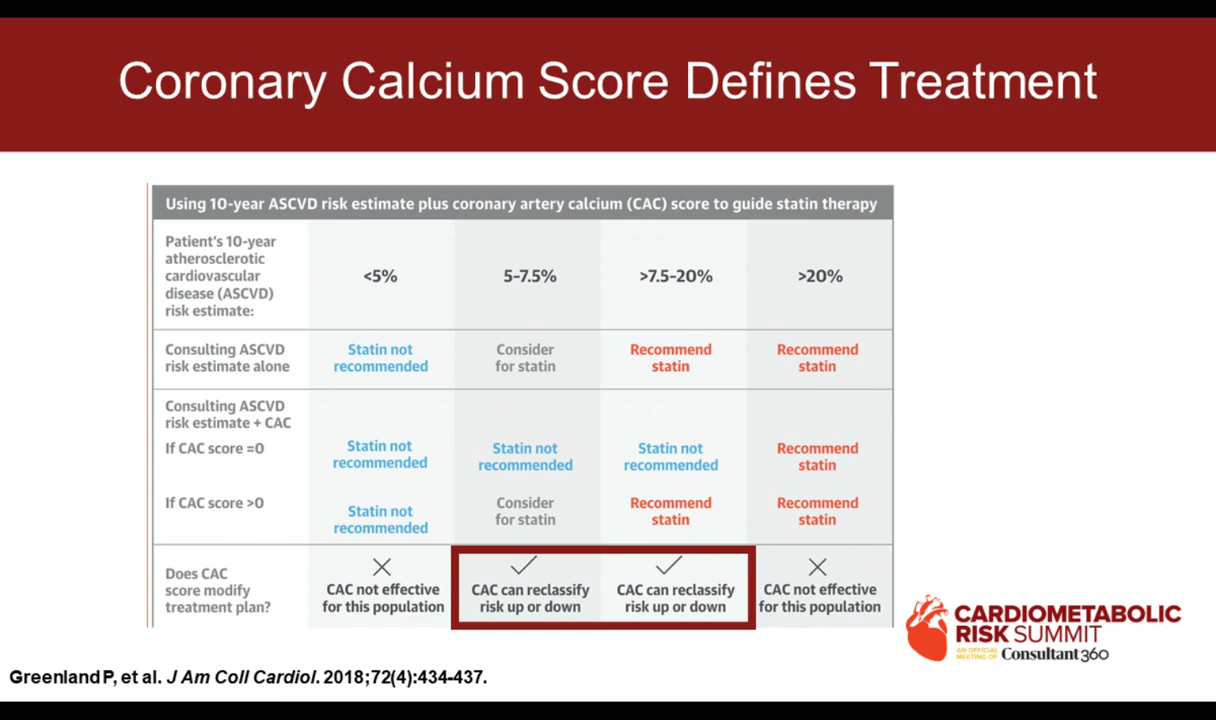 Coronary Calcium Score Defines Treatment
Using 10-year ASCVD risk estimate plus coronary artery calcium (CAC) score to guide statin therapy
Patient's 10-year
atherosclerotic
cardiovascular
disease (ASCVD)
risk estimate:
<5%
5-7.5%
>7.5-20%
>20%
Consulting ASCVD
risk estimate alone
Statin not
recommended
Consider
for statin
Recommend
statin
Recommend
statin
Consulting ASCVD
risk estimate + CAC
If CAC score =0
Statin not
recommended
Statin not
recommended
Statin not
recommended
Recommend
statin
If CAC score >0
Statin not
recommended
Consider
for statin
Recommend
statin
Recommend
statin
Does CAC
score modify
treatment plan?
CAC not effective
for this population
CAC can reclassify
risk up or down
CAC can reclassify
risk up or down
CAC not effective
for this population
CARDIOMETABOLIC
RISK SUMMIT
AN OFFICIAL
MEETING OF
Consultant360
Greenland P, et al. J Am Coll Cardiol. 2018;72(4):434-437.